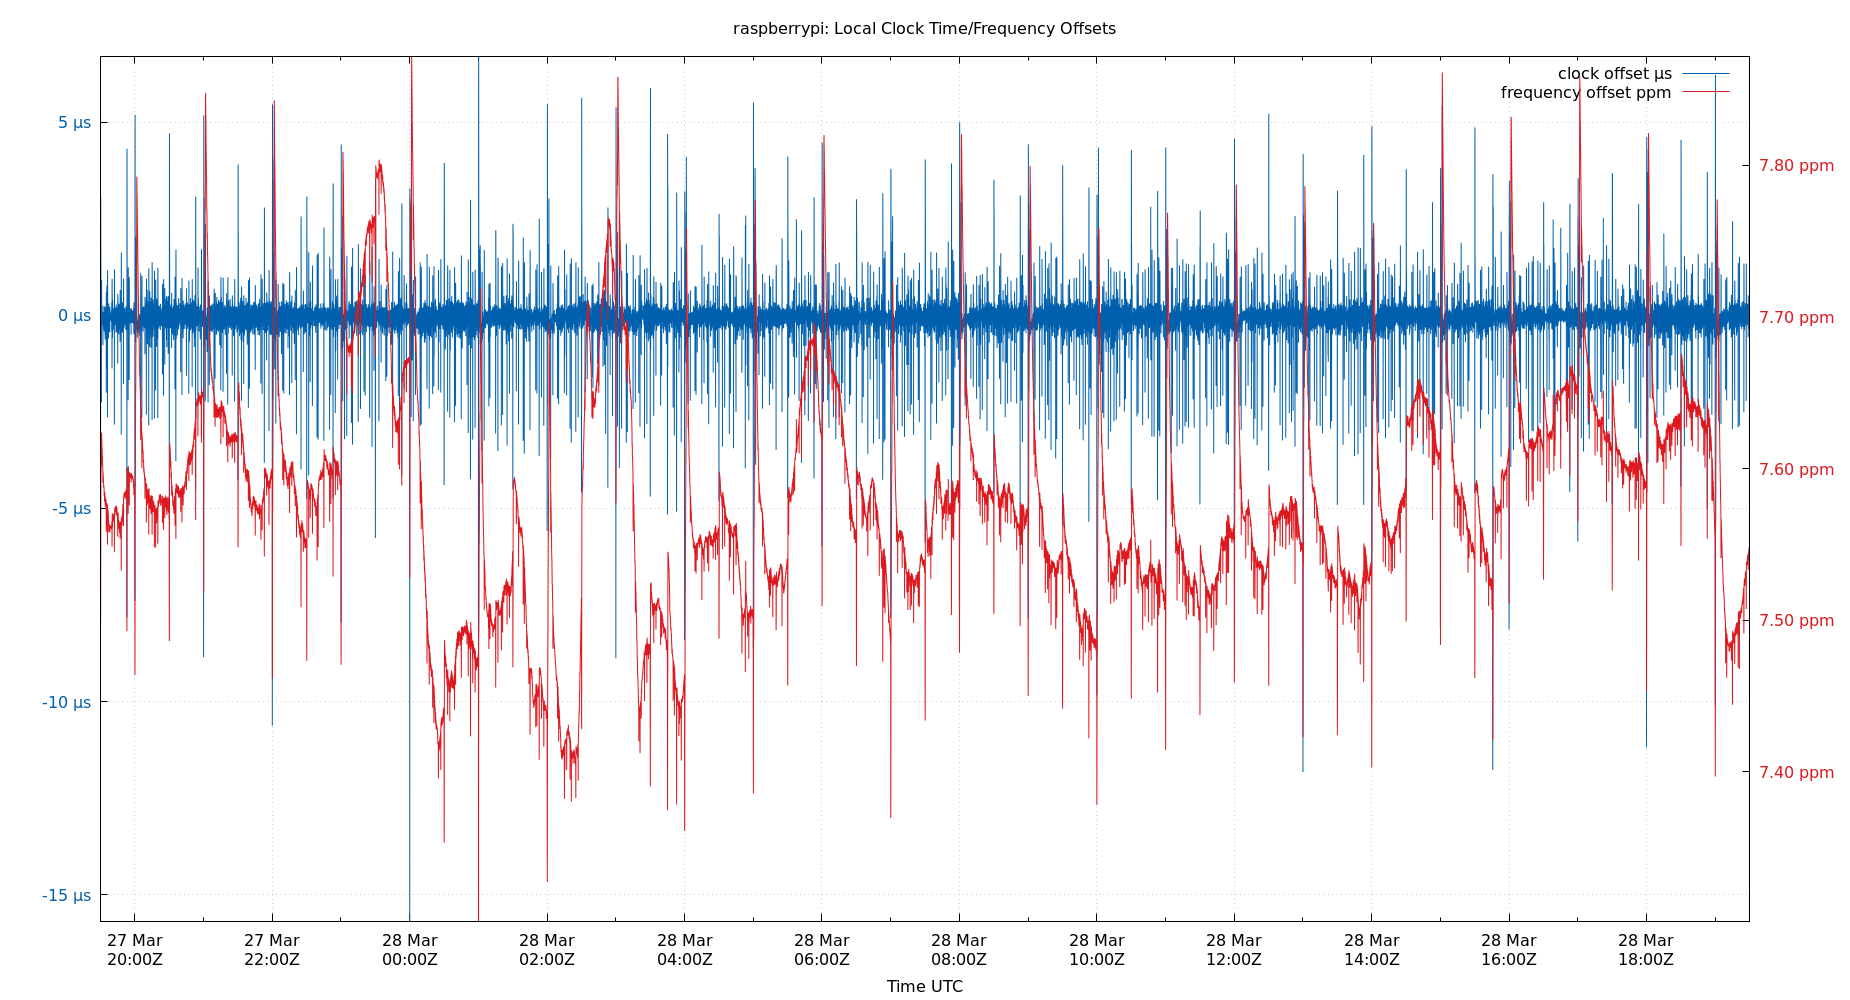 raspberrypi: Local Clock Time/Frequency Offsets
clock offset µs
frequency offset ppm
5 µs
0 µs
-5 µs
-10 µs
-15 µs
7.80 ppm
7.70 ppm
7.60 ppm
7.50 ppm
7.40 ppm
27 Mar 27 Mar 28 Mar 28 Mar 28 Mar 28 Mar 28 Mar 28 Mar 28 Mar 28 Mar 28 Mar 28 Mar
20:00Z 22:00Z 00:00Z 02:00Z 04:00Z 06:00Z 08:00Z 10:00Z 12:00Z 14:00Z 16:00Z 18:00Z
Time UTC